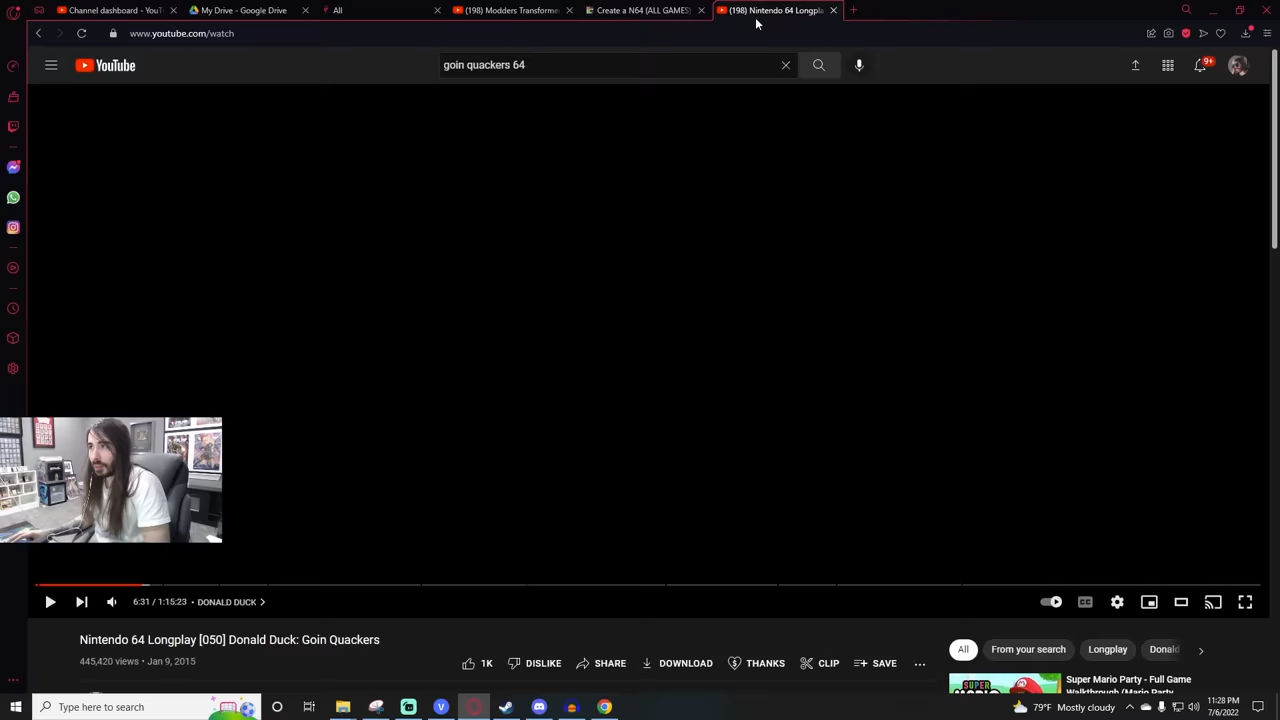 Channel dashboard - YouTu
My Drive - Google Drive
All
(198) Modders Transforme
Create a N64 (ALL GAMES)
(198) Nintendo 64 Longpla
www.youtube.com/watch
YouTube
goin quackers 64
9+
6:31 / 1:15:23 • DONALD DUCK >
CC
Nintendo 64 Longplay [050] Donald Duck: Goin Quackers
445,420 views • Jan 9, 2015
1K
DISLIKE
SHARE
DOWNLOAD
THANKS
CLIP
SAVE
...
All
From your search
Longplay
Donald
Super Mario Party - Full Game
Walkthrough (Mario Party
Type here to search
79°F Mostly cloudy
11:28 PM
7/6/2022